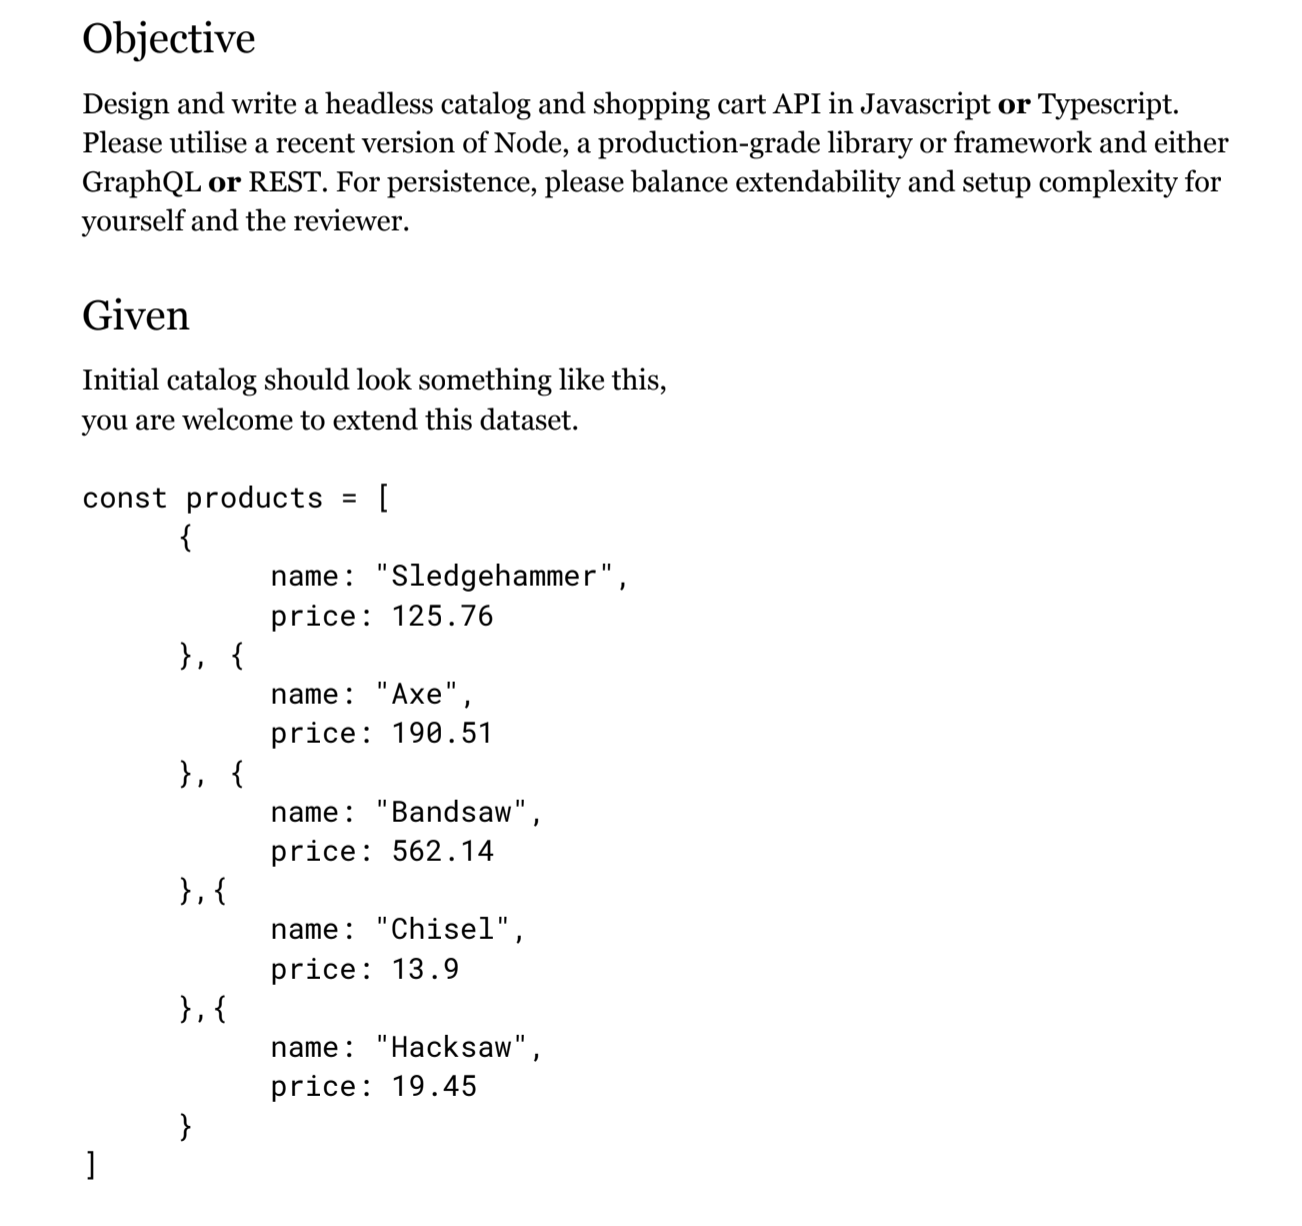 Objective
Design and write a headless catalog and shopping cart API in Javascript or Typescript.
Please utilise a recent version of Node, a production-grade library or framework and either
GraphQL or REST. For persistence, please balance extendability and setup complexity for
yourself and the reviewer.
Given
Initial catalog should look something like this,
you are welcome to extend this dataset.
const products = [
{
name: "Sledgehammer",
price: 125.76
}, {
name: "Axe",
price: 190.51
}, {
name: "Bandsaw",
price: 562.14
},{
name: "Chisel",
price: 13.9
},{
name: "Hacksaw",
price: 19.45
}
]